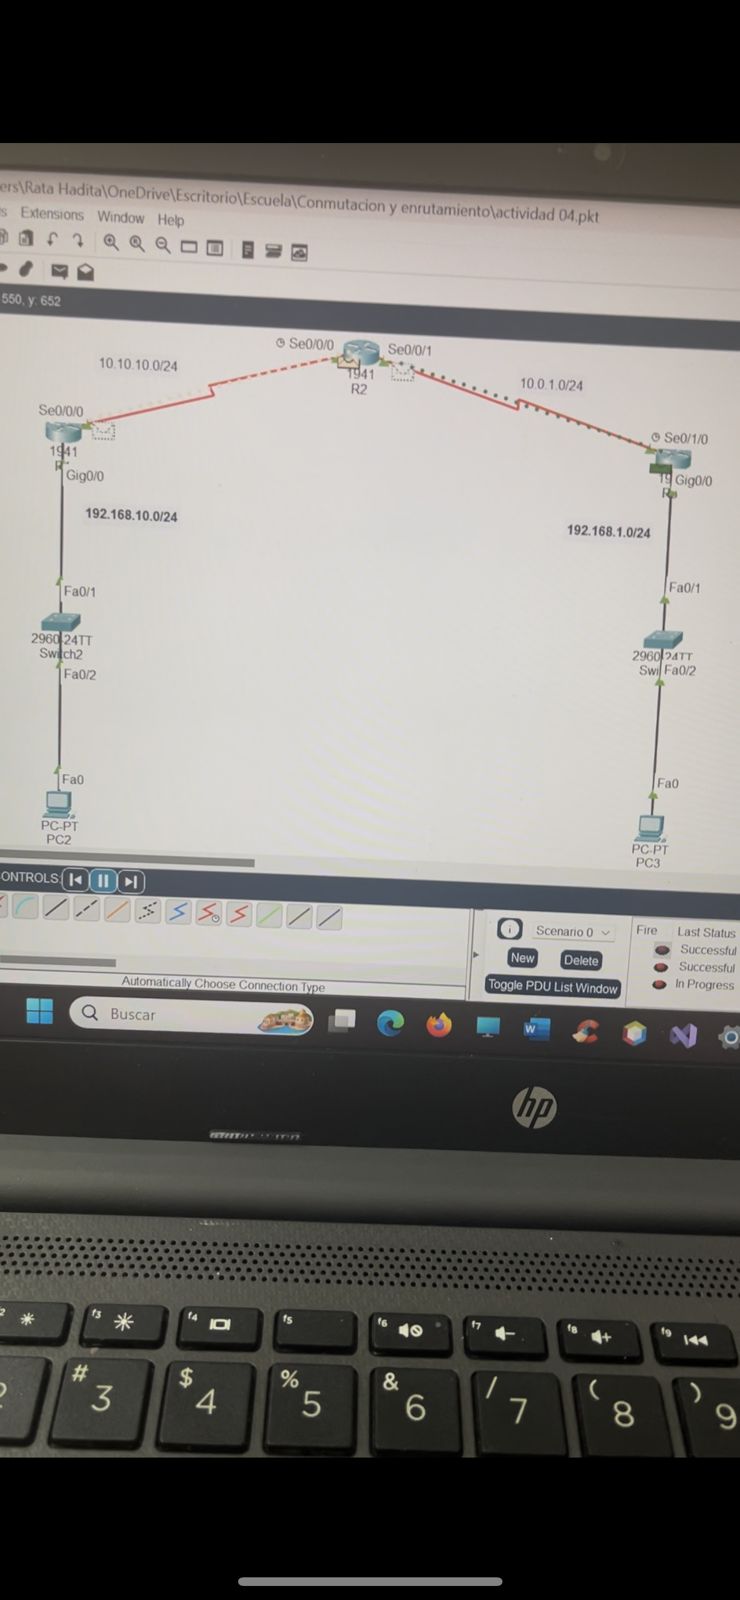 ers\Rata Hadita\OneDrive\Escritorio\Escuela\Conmutacion y enrutamiento\actividad 04.pkt
s Extensions Window Help
550, y: 652
Se0/0/0
Se0/0/1
10.10.10.0/24
1941
R2
10.0.1.0/24
Se0/0/0
1941
Gig0/0
Se0/1/0
19 Gig0/0
192.168.10.0/24
192.168.1.0/24
Fa0/1
Fa0/1
2960-24TT
Switch2
Fa0/2
2960-24TT
Swi Fa0/2
Fa0
PC-PT
PC2
Fa0
PC-PT
PC3
ONTROLS:
Scenario 0
Fire Last Status
New
Delete
Successful
Successful
In Progress
Toggle PDU List Window
Automatically Choose Connection Type
Buscar
W
hp
f3
f4
f5
f6
f7
f8
f9
# 3
$ 4
% 5
& 6
/ 7
( 8
) 9